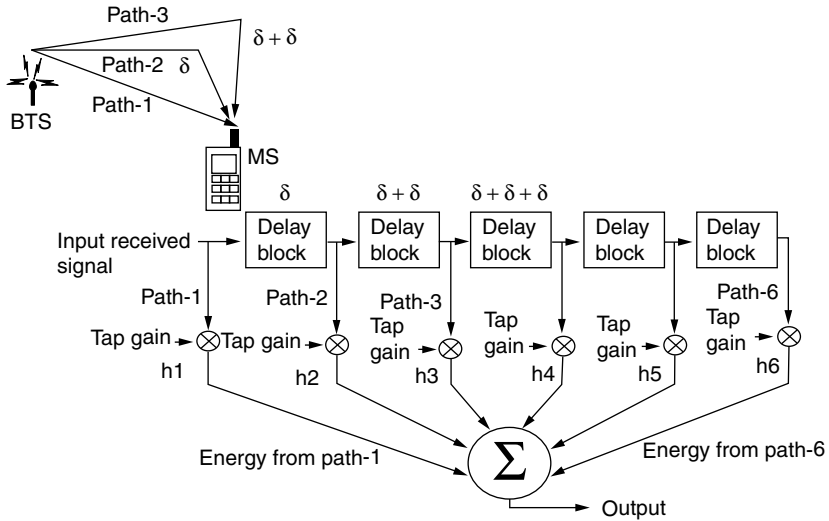 Path-3
δ + δ
Path-2
δ
Path-1
BTS
MS
δ
δ + δ
δ + δ + δ
Input received
signal
Delay
block
Delay
block
Delay
block
Delay
block
Delay
block
Path-1
Path-2
Path-3
Path-6
Tap gain
Tap gain
Tap
gain
Tap
gain
Tap
gain
Tap
gain
h1
h2
h3
h4
h5
h6
Energy from path-1
Σ
Energy from path-6
Output